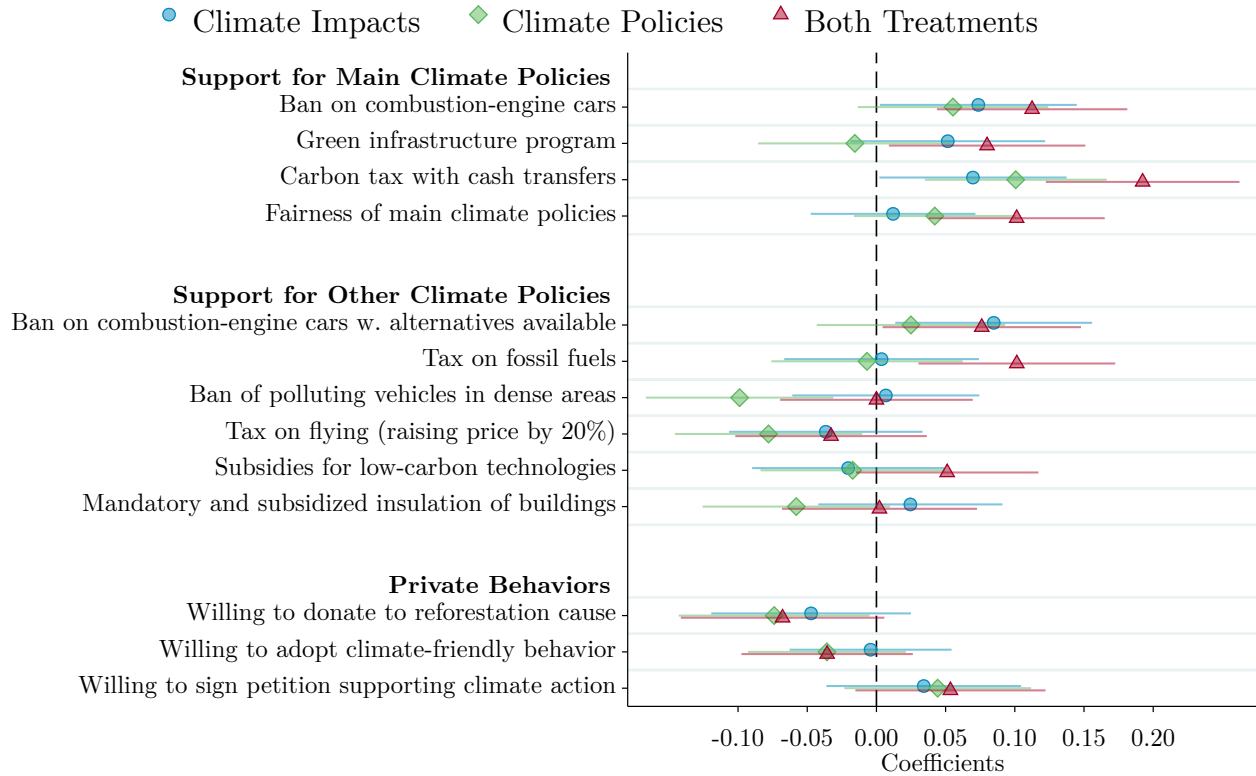 Climate Impacts Climate Policies Both Treatments
Support for Main Climate Policies
Ban on combustion-engine cars
Green infrastructure program
Carbon tax with cash transfers
Fairness of main climate policies
Support for Other Climate Policies
Ban on combustion-engine cars w. alternatives available
Tax on fossil fuels
Ban of polluting vehicles in dense areas
Tax on flying (raising price by 20%)
Subsidies for low-carbon technologies
Mandatory and subsidized insulation of buildings
Private Behaviors
Willing to donate to reforestation cause
Willing to adopt climate-friendly behavior
Willing to sign petition supporting climate action
-0.10 -0.05 0.00 0.05 0.10 0.15 0.20
Coefficients